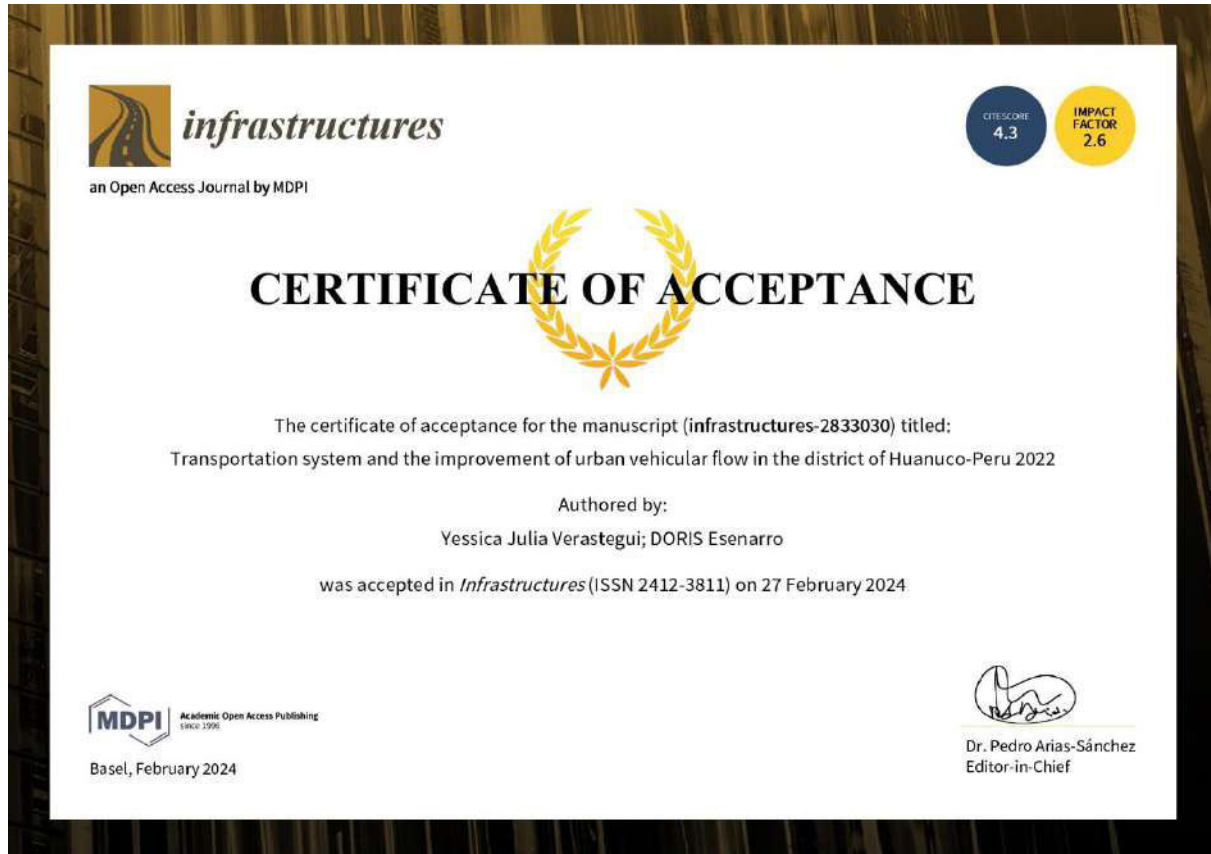 infrastructures
CITESCORE
4.3
IMPACT
FACTOR
2.6
an Open Access Journal by MDPI
CERTIFICATE OF ACCEPTANCE
The certificate of acceptance for the manuscript (infrastructures-2833030) titled:
Transportation system and the improvement of urban vehicular flow in the district of Huanuco-Peru 2022
Authored by:
Yessica Julia Verastegui; DORIS Esenarro
was accepted in Infrastructures (ISSN 2412-3811) on 27 February 2024
MDPI
Academic Open Access Publishing
since 1996
Basel, February 2024
Dr. Pedro Arias-Sánchez
Editor-in-Chief